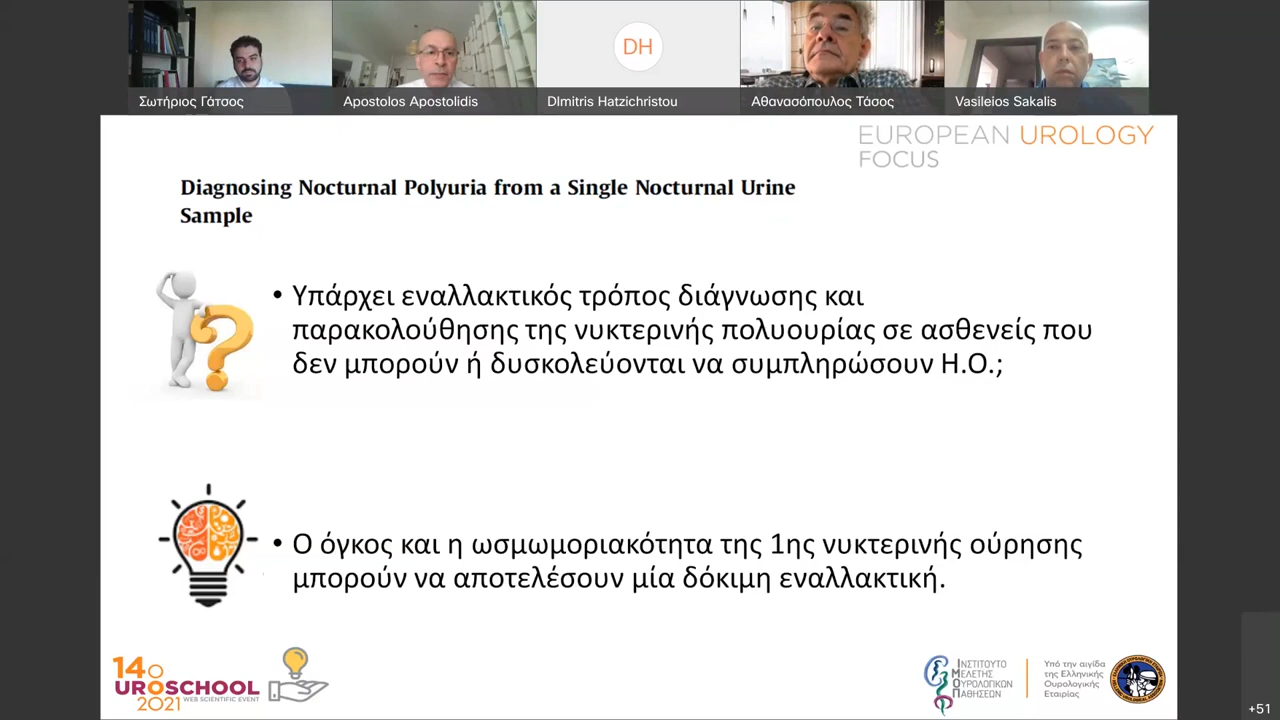 DH
Σωτήριος Γάτσος
Apostolos Apostolidis
DImitris Hatzichristou
Αθανασόπουλος Τάσος
Vasileios Sakalis
EUROPEAN UROLOGY
FOCUS
Diagnosing Nocturnal Polyuria from a Single Nocturnal Urine
Sample
• Υπάρχει εναλλακτικός τρόπος διάγνωσης και
παρακολούθησης της νυκτερινής πολυουρίας σε ασθενείς που
δεν μπορούν ή δυσκολεύονται να συμπληρώσουν Η.Ο.;
• Ο όγκος και η ωσμωμοριακότητα της 1ης νυκτερινής ούρησης
μπορούν να αποτελέσουν μία δόκιμη εναλλακτική.
14ο
UROSCHOOL
WEB SCIENTIFIC EVENT
2021
ΙΝΣΤΙΤΟΥΤΟ
ΜΕΛΕΤΗΣ
ΟΥΡΟΛΟΓΙΚΩΝ
ΠΑΘΗΣΕΩΝ
Υπό την αιγίδα
της Ελληνικής
Ουρολογικής
Εταιρίας
+51